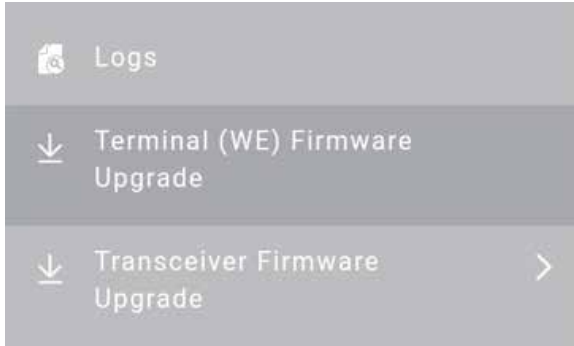 Logs
Terminal (WE) Firmware
Upgrade
Transceiver Firmware
Upgrade